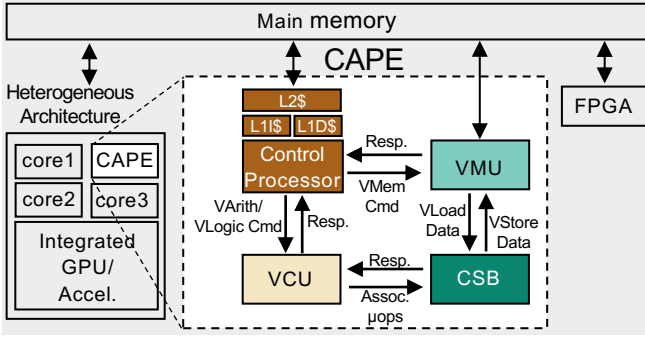 Main memory
CAPE
Heterogeneous
Architecture
core1
CAPE
core2
core3
Integrated
GPU/
Accel.
L2$
L1I$ L1D$
Control
Processor
Resp.
VMem
Cmd
VMU
VArith/
VLogic Cmd
Resp.
VLoad
Data
VStore
Data
VCU
Resp.
Assoc.
μops
CSB
FPGA